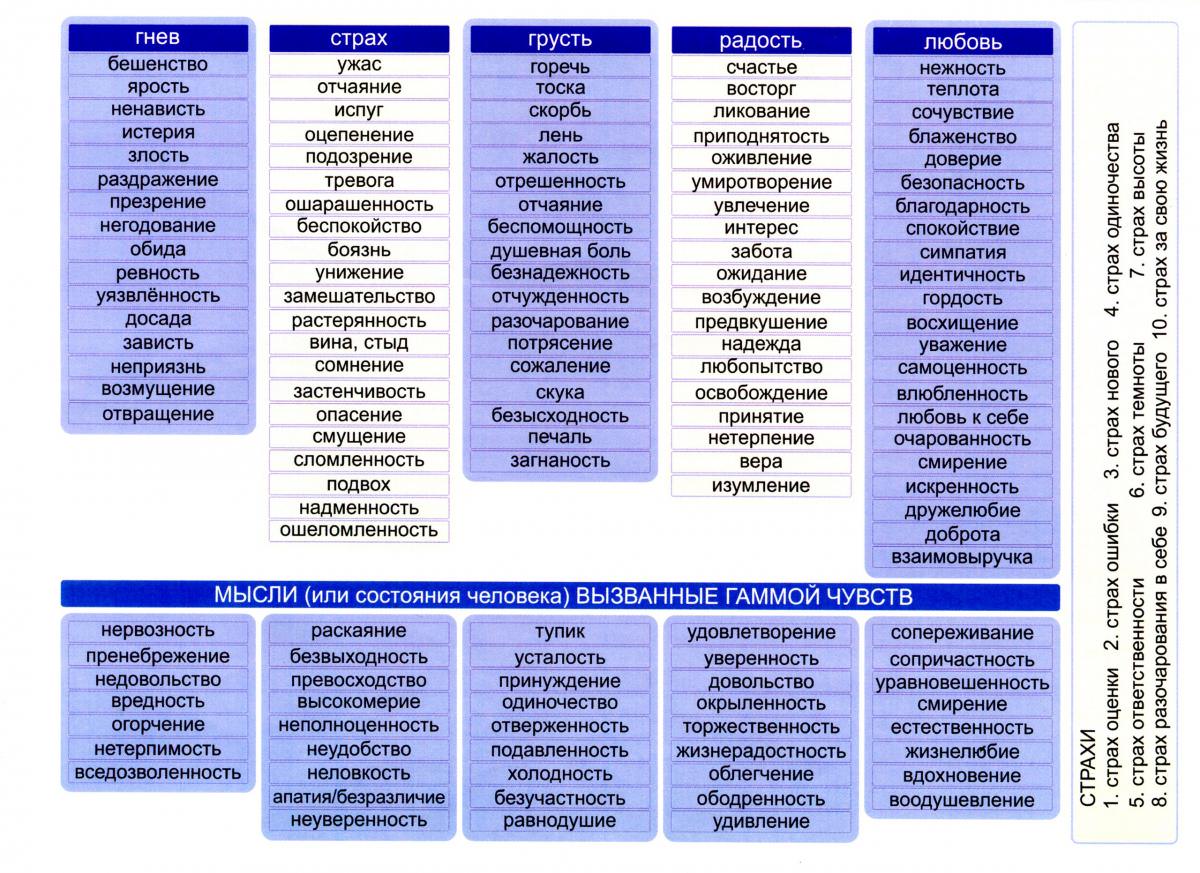 гнев
бешенство
ярость
ненависть
истерия
злость
раздражение
презрение
негодование
обида
ревность
уязвлённость
досада
зависть
неприязнь
возмущение
отвращение
страх
ужас
отчаяние
испуг
оцепенение
подозрение
тревога
ошарашенность
беспокойство
боязнь
унижение
замешательство
растерянность
вина, стыд
сомнение
застенчивость
опасение
смущение
сломленность
подвох
надменность
ошеломленность
грусть
горечь
тоска
скорбь
лень
жалость
отрешенность
отчаяние
беспомощность
душевная боль
безнадежность
отчужденность
разочарование
потрясение
сожаление
скука
безысходность
печаль
загнаность
радость
счастье
восторг
ликование
приподнятость
оживление
умиротворение
увлечение
интерес
забота
ожидание
возбуждение
предвкушение
надежда
любопытство
освобождение
принятие
нетерпение
вера
изумление
любовь
нежность
теплота
сочувствие
блаженство
доверие
безопасность
благодарность
спокойствие
симпатия
идентичность
гордость
восхищение
уважение
самоценность
влюбленность
любовь к себе
очарованность
смирение
искренность
дружелюбие
доброта
взаимовыручка
МЫСЛИ (или состояния человека) ВЫЗВАННЫЕ ГАММОЙ ЧУВСТВ
нервозность
пренебрежение
недовольство
вредность
огорчение
нетерпимость
вседозволенность
раскаяние
безвыходность
превосходство
высокомерие
неполноценность
неудобство
неловкость
апатия/безразличие
неуверенность
тупик
усталость
принуждение
одиночество
отверженность
подавленность
холодность
безучастность
равнодушие
удовлетворение
уверенность
довольство
окрыленность
торжественность
жизнерадостность
облегчение
ободренность
удивление
сопереживание
сопричастность
уравновешенность
смирение
естественность
жизнелюбие
вдохновение
воодушевление
СТРАХИ
1. страх оценки 2. страх ошибки 3. страх нового 4. страх одиночества
5. страх ответственности 6. страх темноты 7. страх высоты
8. страх разочарования в себе 9. страх будущего 10. страх за свою жизнь